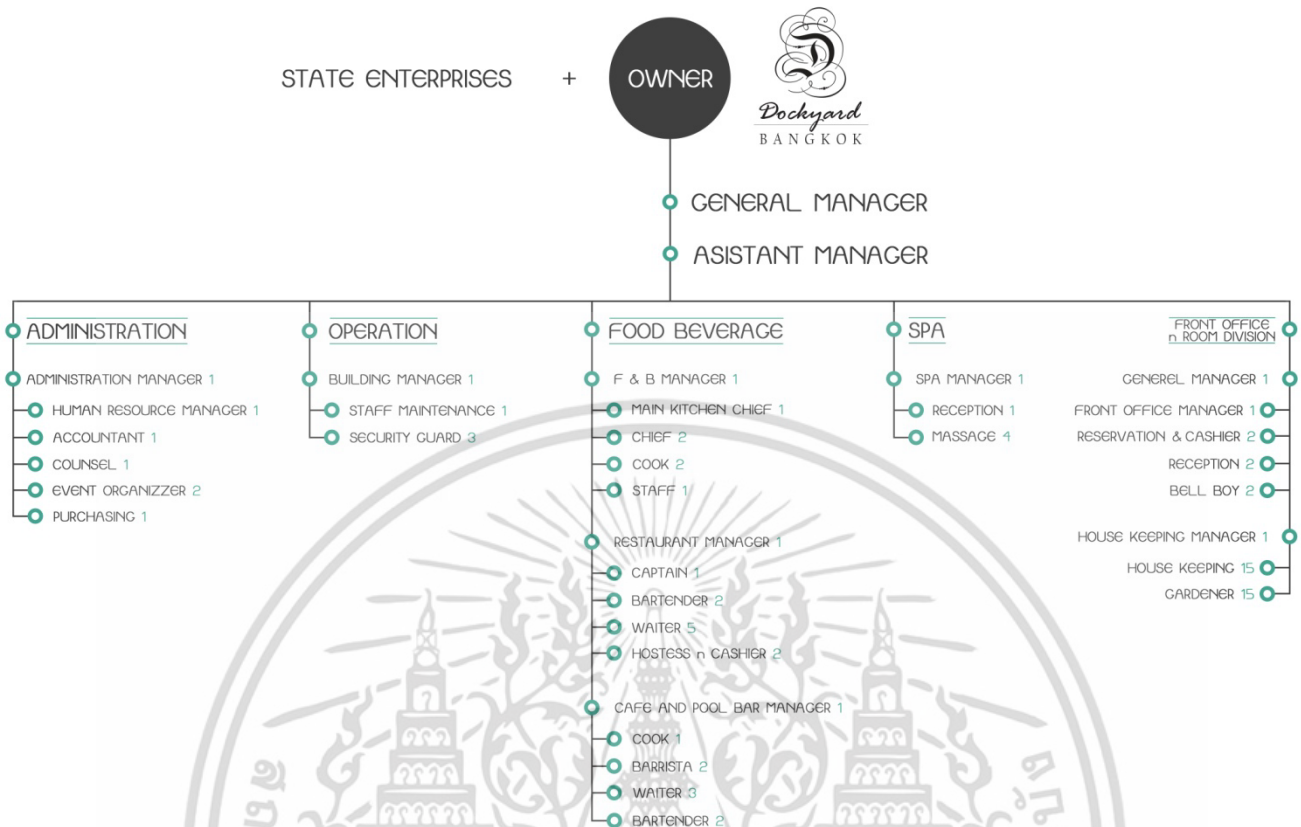 STATE ENTERPRISES + OWNER
D
Dockyard
BANGKOK
GENERAL MANAGER
ASISTANT MANAGER
ADMINISTRATION
ADMINISTRATION MANAGER 1
HUMAN RESOURCE MANAGER 1
ACCOUNTANT 1
COUNSEL 1
EVENT ORGANIZZER 2
PURCHASING 1
OPERATION
BUILDING MANAGER 1
STAFF MAINTENANCE 1
SECURITY GUARD 3
FOOD BEVERAGE
F & B MANAGER 1
MAIN KITCHEN CHIEF 1
CHIEF 2
COOK 2
STAFF 1
RESTAURANT MANAGER 1
CAPTAIN 1
BARTENDER 2
WAITER 5
HOSTESS n CASHIER 2
CAFE AND POOL BAR MANAGER 1
COOK 1
BARRISTA 2
WAITER 3
BARTENDER 2
SPA
SPA MANAGER 1
RECEPTION 1
MASSAGE 4
FRONT OFFICE
n ROOM DIVISION
GENEREL MANAGER 1
FRONT OFFICE MANAGER 1
RESERVATION & CASHIER 2
RECEPTION 2
BELL BOY 2
HOUSE KEEPING MANAGER 1
HOUSE KEEPING 15
GARDENER 15